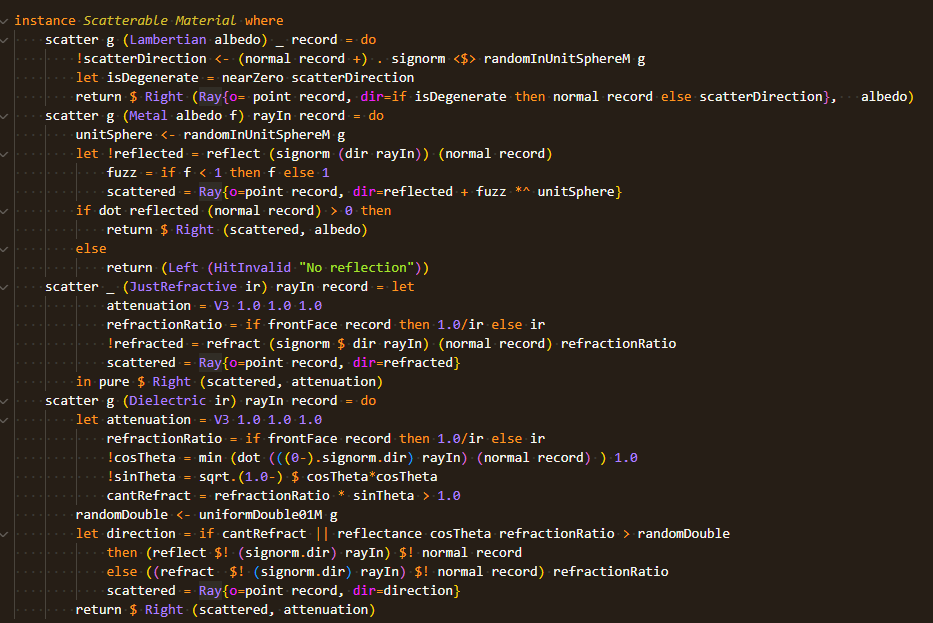 instance Scatterable Material where
    scatter g (Lambertian albedo) _ record = do
        !scatterDirection <- (normal record +) . signorm <$> randomInUnitSphereM g
        let isDegenerate = nearZero scatterDirection
        return $ Right (Ray{o= point record, dir=if isDegenerate then normal record else scatterDirection},   albedo)
    scatter g (Metal albedo f) rayIn record = do
        unitSphere <- randomInUnitSphereM g
        let !reflected = reflect (signorm (dir rayIn)) (normal record)
            fuzz = if f < 1 then f else 1
            scattered = Ray{o=point record, dir=reflected + fuzz *^ unitSphere}
        if dot reflected (normal record) > 0 then
            return $ Right (scattered, albedo)
        else
            return (Left (HitInvalid "No reflection"))
    scatter _ (JustRefractive ir) rayIn record = let
            attenuation = V3 1.0 1.0 1.0
            refractionRatio = if frontFace record then 1.0/ir else ir
            !refracted = refract (signorm $ dir rayIn) (normal record) refractionRatio
            scattered = Ray{o=point record, dir=refracted}
        in pure $ Right (scattered, attenuation)
    scatter g (Dielectric ir) rayIn record = do
        let attenuation = V3 1.0 1.0 1.0
            refractionRatio = if frontFace record then 1.0/ir else ir
            !cosTheta = min (dot (((0-).signorm.dir) rayIn) (normal record) ) 1.0
            !sinTheta = sqrt.(1.0-) $ cosTheta*cosTheta
            cantRefract = refractionRatio * sinTheta > 1.0
        randomDouble <- uniformDouble01M g
        let direction = if cantRefract || reflectance cosTheta refractionRatio > randomDouble
            then (reflect $! (signorm.dir) rayIn) $! normal record
            else ((refract  $! (signorm.dir) rayIn) $! normal record) refractionRatio
            scattered = Ray{o=point record, dir=direction}
        return $ Right (scattered, attenuation)